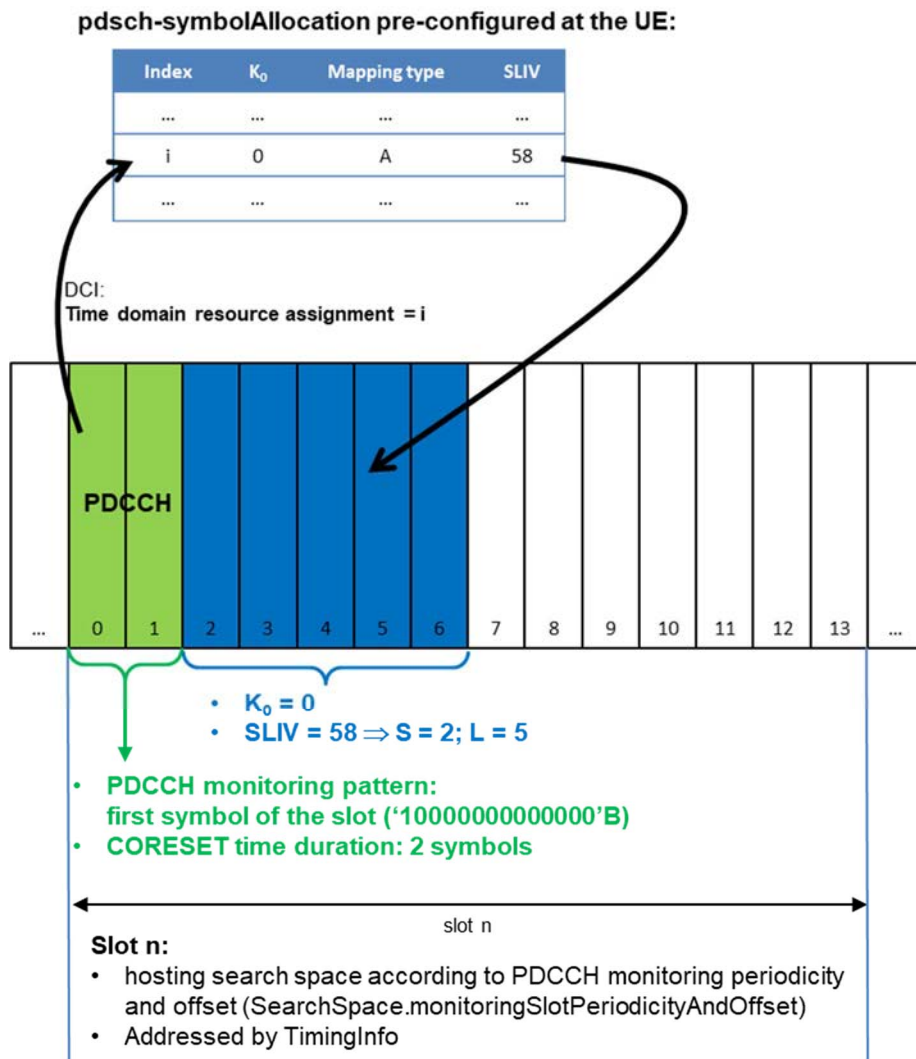 pdsch-symbolAllocation pre-configured at the UE:
Index K₀ Mapping type SLIV
... ... ... ...
i 0 A 58
... ... ... ...
DCI:
Time domain resource assignment = i
PDCCH
... 0 1 2 3 4 5 6 7 8 9 10 11 12 13 ...
• K₀ = 0
• SLIV = 58 ⇒ S = 2; L = 5
• PDCCH monitoring pattern:
first symbol of the slot (‘10000000000000’B)
• CORESET time duration: 2 symbols
slot n
Slot n:
• hosting search space according to PDCCH monitoring periodicity
and offset (SearchSpace.monitoringSlotPeriodicityAndOffset)
• Addressed by TimingInfo